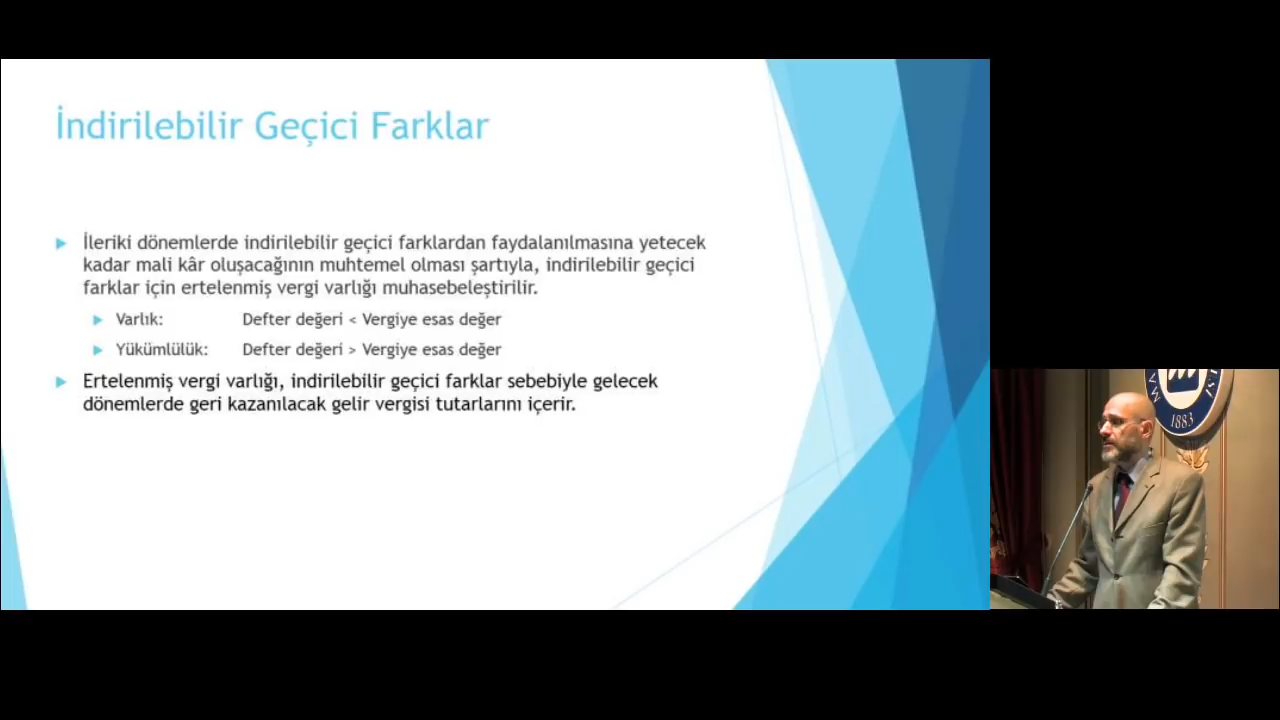 İndirilebilir Geçici Farklar
İleriki dönemlerde indirilebilir geçici farklardan faydalanılmasına yetecek
kadar mali kâr oluşacağının muhtemel olması şartıyla, indirilebilir geçici
farklar için ertelenmiş vergi varlığı muhasebeleştirilir.
Varlık: Defter değeri < Vergiye esas değer
Yükümlülük: Defter değeri > Vergiye esas değer
Ertelenmiş vergi varlığı, indirilebilir geçici farklar sebebiyle gelecek
dönemlerde geri kazanılacak gelir vergisi tutarlarını içerir.
1883